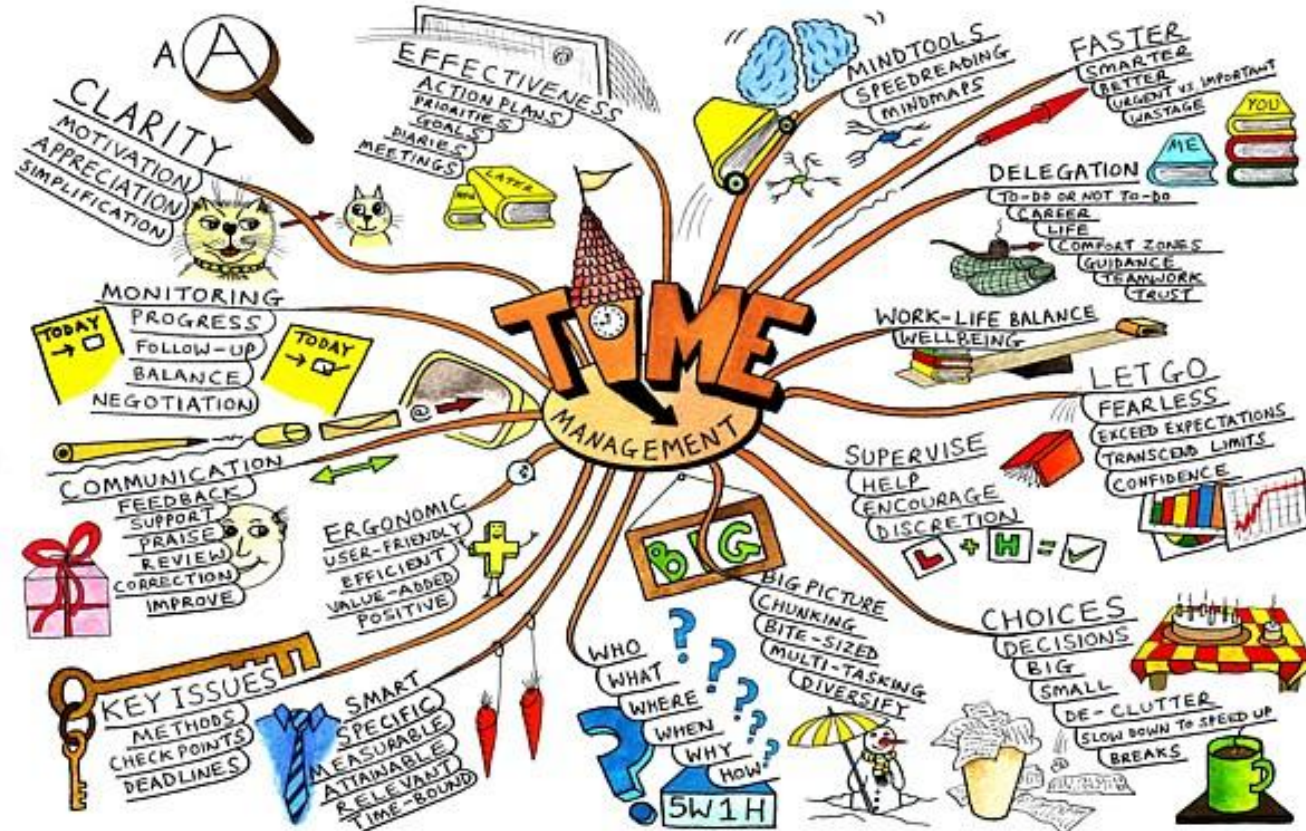 TIME
MANAGEMENT
A A
CLARITY
MOTIVATION
APPRECIATION
SIMPLIFICATION
EFFECTIVENESS
ACTION PLANS
PRIORITIES
GOALS
DIARIES
MEETINGS
NOW
LATER
MINDTOOLS
SPEEDREADING
MINDMAPS
FASTER
SMARTER
BETTER
URGENT VS IMPORTANT
WASTAGE
YOU
ME
DELEGATION
TO-DO OR NOT TO-DO
CAREER
LIFE
COMFORT ZONES
GUIDANCE
TEAMWORK
TRUST
WORK-LIFE BALANCE
WELLBEING
LET GO
FEARLESS
EXCEED EXPECTATIONS
TRANSCEND LIMITS
CONFIDENCE
SUPERVISE
HELP
ENCOURAGE
DISCRETION
L + H =
CHOICES
DECISIONS
BIG
SMALL
DE-CLUTTER
SLOW DOWN TO SPEED UP
BREAKS
BIG
BIG PICTURE
CHUNKING
BITE-SIZED
MULTI-TASKING
DIVERSIFY
WHO
WHAT
WHERE
WHEN
WHY
HOW
? ? ? ? ? ? ? ?
5W1H
SMART
SPECIFIC
MEASURABLE
ATTAINABLE
RELEVANT
TIME-BOUND
KEY ISSUES
METHODS
CHECKPOINTS
DEADLINES
ERGONOMIC
USER-FRIENDLY
EFFICIENT
VALUE-ADDED
POSITIVE
@
COMMUNICATION
FEEDBACK
SUPPORT
PRAISE
REVIEW
CORRECTION
IMPROVE
MONITORING
PROGRESS
FOLLOW-UP
BALANCE
NEGOTIATION
TODAY
TODAY